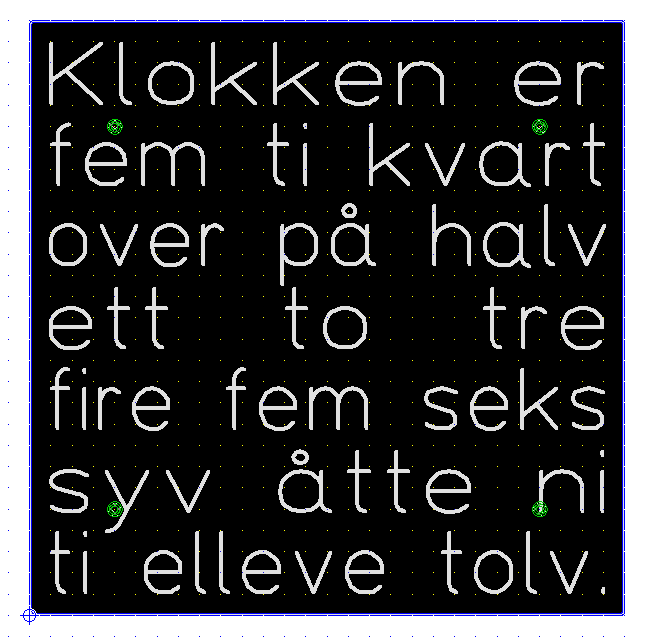 Klokken er
fem ti kvart
over på halv
ett to tre
fire fem seks
syv åtte ni
ti elleve tolv.